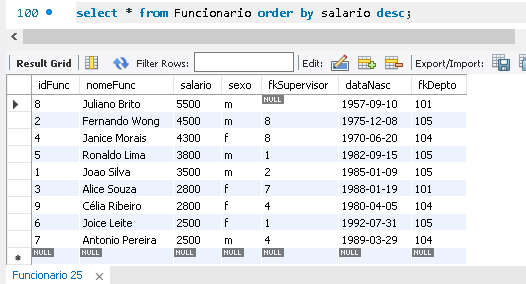 100 select * from Funcionario order by salario desc;
Result Grid Filter Rows: Edit: Export/Import:
idFunc nomeFunc salario sexo fkSupervisor dataNasc fkDepto
8 Juliano Brito 5500 m NULL 1957-09-10 101
2 Fernando Wong 4500 m 8 1975-12-08 105
4 Janice Morais 4300 f 8 1970-06-20 104
5 Ronaldo Lima 3800 m 1 1982-09-15 105
1 Joao Silva 3500 m 2 1985-01-09 105
3 Alice Souza 2800 f 7 1988-01-19 101
9 Célia Ribeiro 2800 f 4 1980-04-05 104
6 Joice Leite 2500 f 1 1992-07-31 105
7 Antonio Pereira 2500 m 4 1989-03-29 104
NULL NULL NULL NULL NULL NULL NULL
Funcionario 25